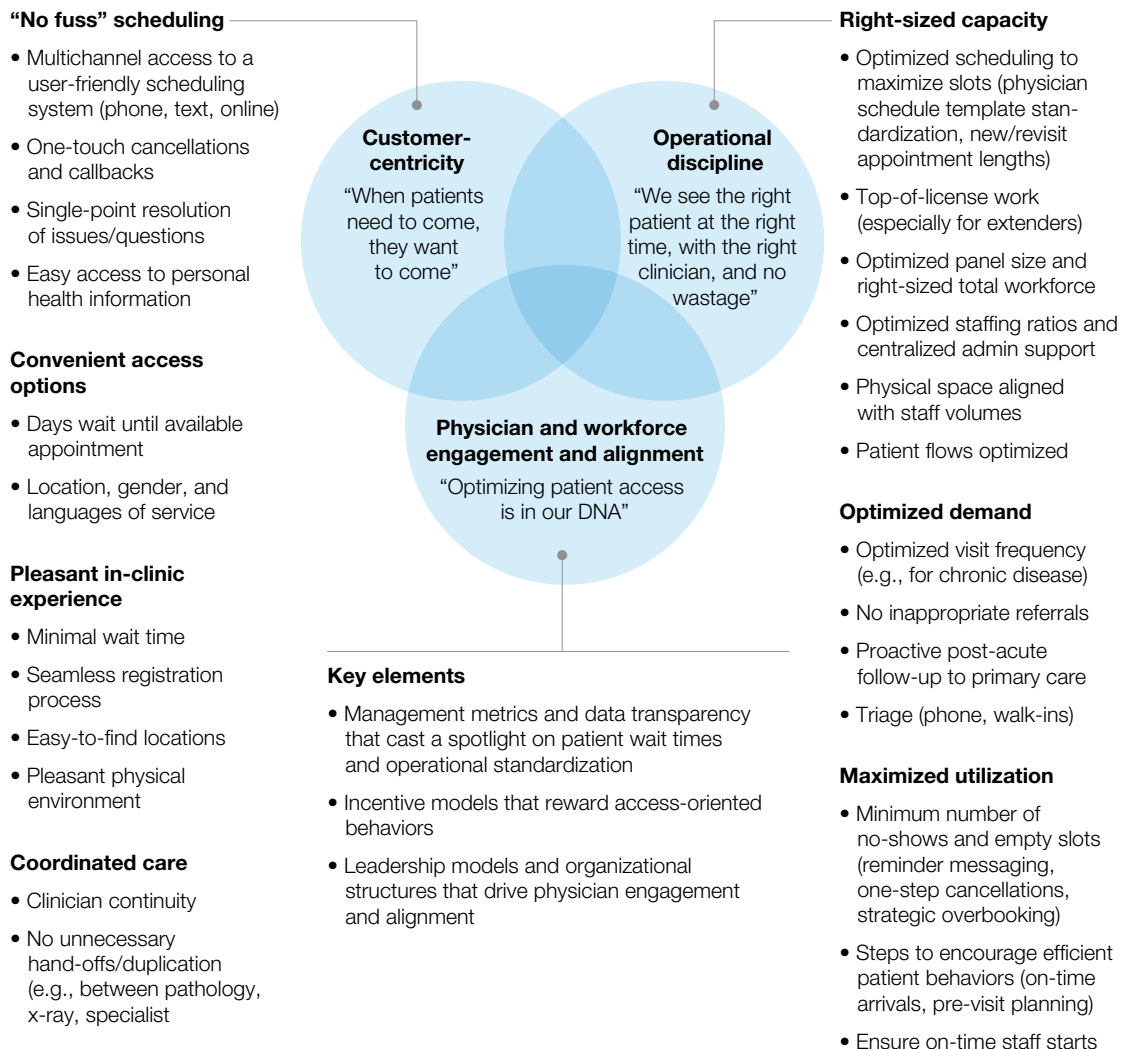 “No fuss” scheduling
• Multichannel access to a
user-friendly scheduling
system (phone, text, online)
• One-touch cancellations
and callbacks
• Single-point resolution
of issues/questions
• Easy access to personal
health information
Convenient access
options
• Days wait until available
appointment
• Location, gender, and
languages of service
Pleasant in-clinic
experience
• Minimal wait time
• Seamless registration
process
• Easy-to-find locations
• Pleasant physical
environment
Coordinated care
• Clinician continuity
• No unnecessary
hand-offs/duplication
(e.g., between pathology,
x-ray, specialist
Customer-
centricity
“When patients
need to come,
they want
to come”
Operational
discipline
“We see the right
patient at the right
time, with the right
clinician, and no
wastage”
Physician and workforce
engagement and alignment
“Optimizing patient access
is in our DNA”
Key elements
• Management metrics and data transparency
that cast a spotlight on patient wait times
and operational standardization
• Incentive models that reward access-oriented
behaviors
• Leadership models and organizational
structures that drive physician engagement
and alignment
Right-sized capacity
• Optimized scheduling to
maximize slots (physician
schedule template stan-
dardization, new/revisit
appointment lengths)
• Top-of-license work
(especially for extenders)
• Optimized panel size and
right-sized total workforce
• Optimized staffing ratios and
centralized admin support
• Physical space aligned
with staff volumes
• Patient flows optimized
Optimized demand
• Optimized visit frequency
(e.g., for chronic disease)
• No inappropriate referrals
• Proactive post-acute
follow-up to primary care
• Triage (phone, walk-ins)
Maximized utilization
• Minimum number of
no-shows and empty slots
(reminder messaging,
one-step cancellations,
strategic overbooking)
• Steps to encourage efficient
patient behaviors (on-time
arrivals, pre-visit planning)
• Ensure on-time staff starts